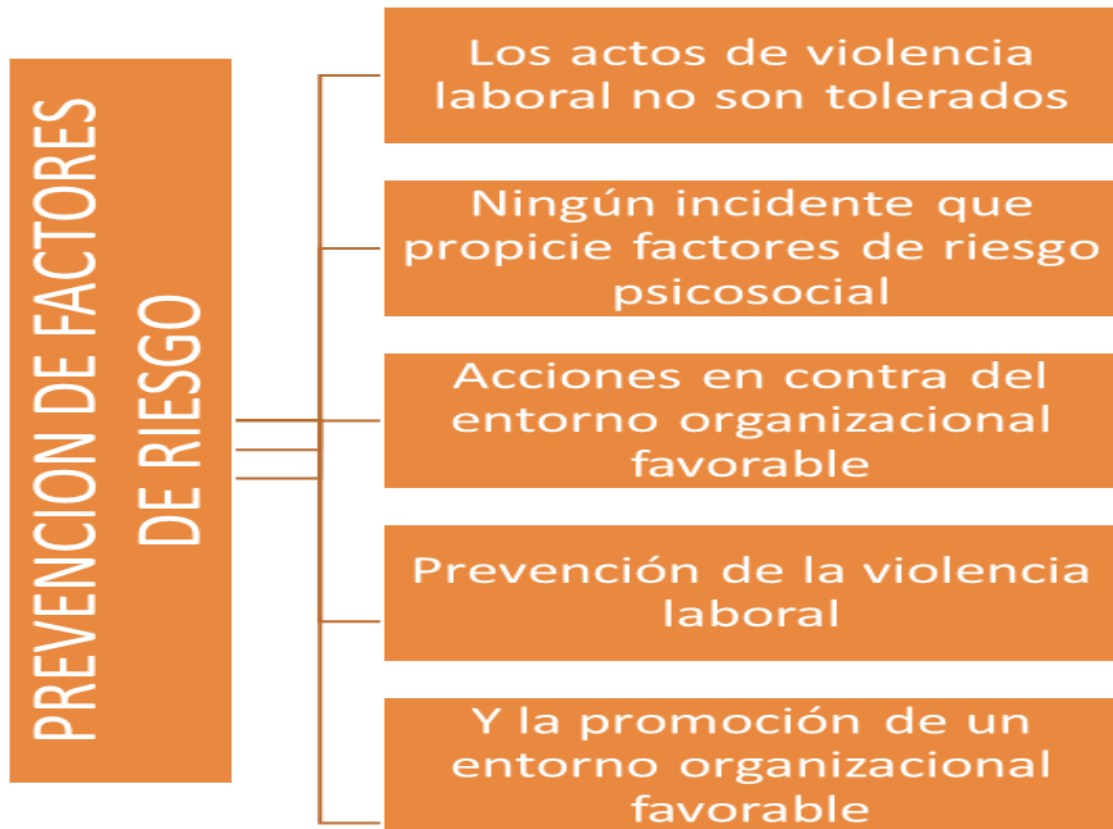 PREVENCION DE FACTORES
DE RIESGO
Los actos de violencia
laboral no son tolerados
Ningún incidente que
propicie factores de riesgo
psicosocial
Acciones en contra del
entorno organizacional
favorable
Prevención de la violencia
laboral
Y la promoción de un
entorno organizacional
favorable